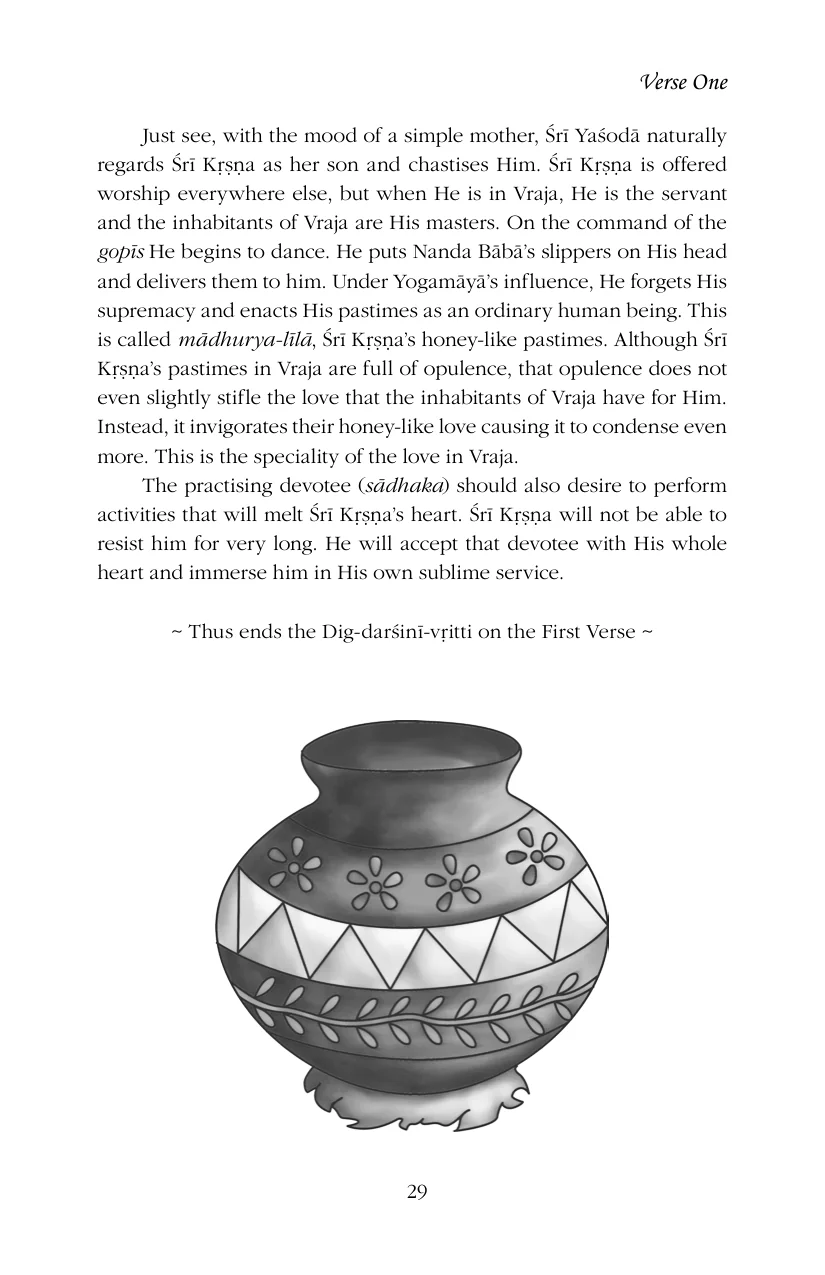 Verse One
Just see, with the mood of a simple mother, Śrī Yaśodā naturally
regards Śrī Kṛṣṇa as her son and chastises Him. Śrī Kṛṣṇa is offered
worship everywhere else, but when He is in Vraja, He is the servant
and the inhabitants of Vraja are His masters. On the command of the
gopīs He begins to dance. He puts Nanda Bābā’s slippers on His head
and delivers them to him. Under Yogamāyā’s influence, He forgets His
supremacy and enacts His pastimes as an ordinary human being. This
is called mādhurya-līlā, Śrī Kṛṣṇa’s honey-like pastimes. Although Śrī
Kṛṣṇa’s pastimes in Vraja are full of opulence, that opulence does not
even slightly stifle the love that the inhabitants of Vraja have for Him.
Instead, it invigorates their honey-like love causing it to condense even
more. This is the speciality of the love in Vraja.
The practising devotee (sādhaka) should also desire to perform
activities that will melt Śrī Kṛṣṇa’s heart. Śrī Kṛṣṇa will not be able to
resist him for very long. He will accept that devotee with His whole
heart and immerse him in His own sublime service.
~ Thus ends the Dig-darśinī-vṛitti on the First Verse ~
29